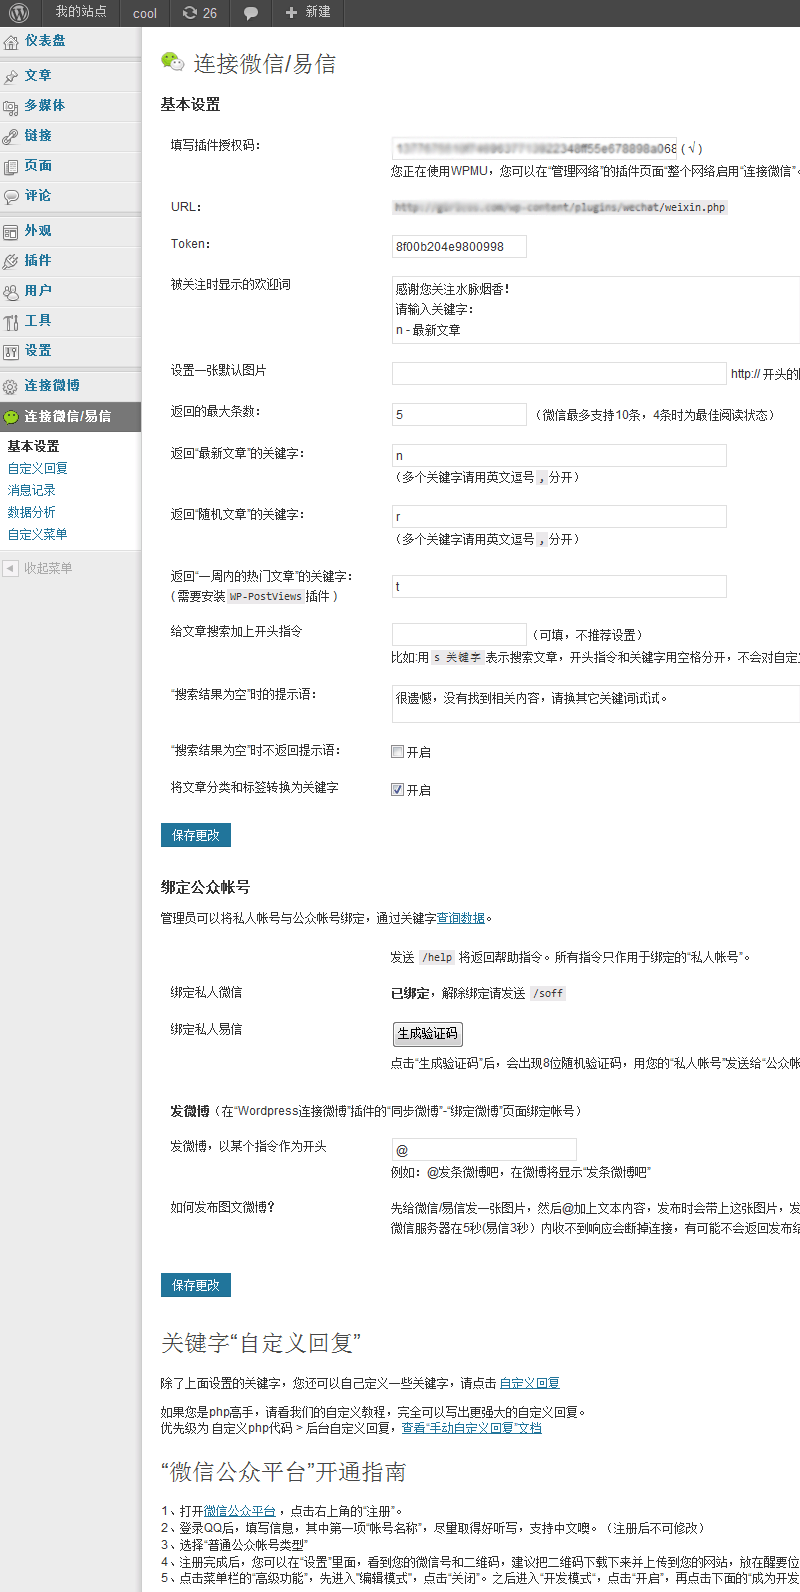 我的站点 cool 26 新建
仪表盘
文章
多媒体
链接
页面
评论
外观
插件
用户
工具
设置
连接微博
连接微信/易信
基本设置
自定义回复
消息记录
数据分析
自定义菜单
收起菜单
连接微信/易信
基本设置
填写插件授权码： 2348ff55e678898a068 (√)
您正在使用WPMU，您可以在“管理网络”的插件页面“整个网络启用“连接微信”。
URL： .com/wp-content/plugins/wechat/weixin.php
Token： 8f00b204e9800998
被关注时显示的欢迎词 感谢您关注水脉烟香！
请输入关键字：
n - 最新文章
设置一张默认图片 http:// 开头的
返回的最大条数： 5 （微信最多支持10条，4条时为最佳阅读状态）
返回“最新文章”的关键字： n
（多个关键字请用英文逗号 , 分开）
返回“随机文章”的关键字： r
（多个关键字请用英文逗号 , 分开）
返回“一周内的热门文章”的关键字： t
( 需要安装 WP-PostViews 插件 )
给文章搜索加上开头指令 （可填，不推荐设置）
比如:用 s 关键字 表示搜索文章，开头指令和关键字用空格分开，不会对自定
“搜索结果为空”时的提示语： 很遗憾，没有找到相关内容，请换其它关键词试试。
“搜索结果为空”时不返回提示语： 开启
将文章分类和标签转换为关键字 开启
保存更改
绑定公众帐号
管理员可以将私人帐号与公众帐号绑定，通过关键字查询数据。
发送 /help 将返回帮助指令。所有指令只作用于绑定的“私人帐号”。
绑定私人微信 已绑定，解除绑定请发送 /soff
绑定私人易信 生成验证码
点击“生成验证码”后，会出现8位随机验证码，用您的“私人帐号”发送给“公众帐
发微博（在“Wordpress连接微博”插件的“同步微博”-“绑定微博”页面绑定帐号）
发微博，以某个指令作为开头 @
例如：@发条微博吧，在微博将显示“发条微博吧”
如何发布图文微博？ 先给微信/易信发一张图片，然后@加上文本内容，发布时会带上这张图片，发
微信服务器在5秒(易信3秒）内收不到响应会断掉连接，有可能不会返回发布结
保存更改
关键字“自定义回复”
除了上面设置的关键字，您还可以自己定义一些关键字，请点击 自定义回复
如果您是php高手，请看我们的自定义教程，完全可以写出更强大的自定义回复。
优先级为 自定义php代码 > 后台自定义回复，查看“手动自定义回复”文档
“微信公众平台”开通指南
1、打开微信公众平台 ，点击右上角的“注册”。
2、登录QQ后，填写信息，其中第一项“帐号名称”，尽量取得好听写，支持中文噢。（注册后不可修改）
3、选择“普通公众帐号类型”
4、注册完成后，您可以在“设置”里面，看到您的微信号和二维码，建议把二维码下载下来并上传到您的网站，放在醒要位
5、点击菜单栏的“高级功能”，先进入”编辑模式“，点击“关闭”。之后进入“开发模式“，点击“开启”，再点击下面的“成为开发